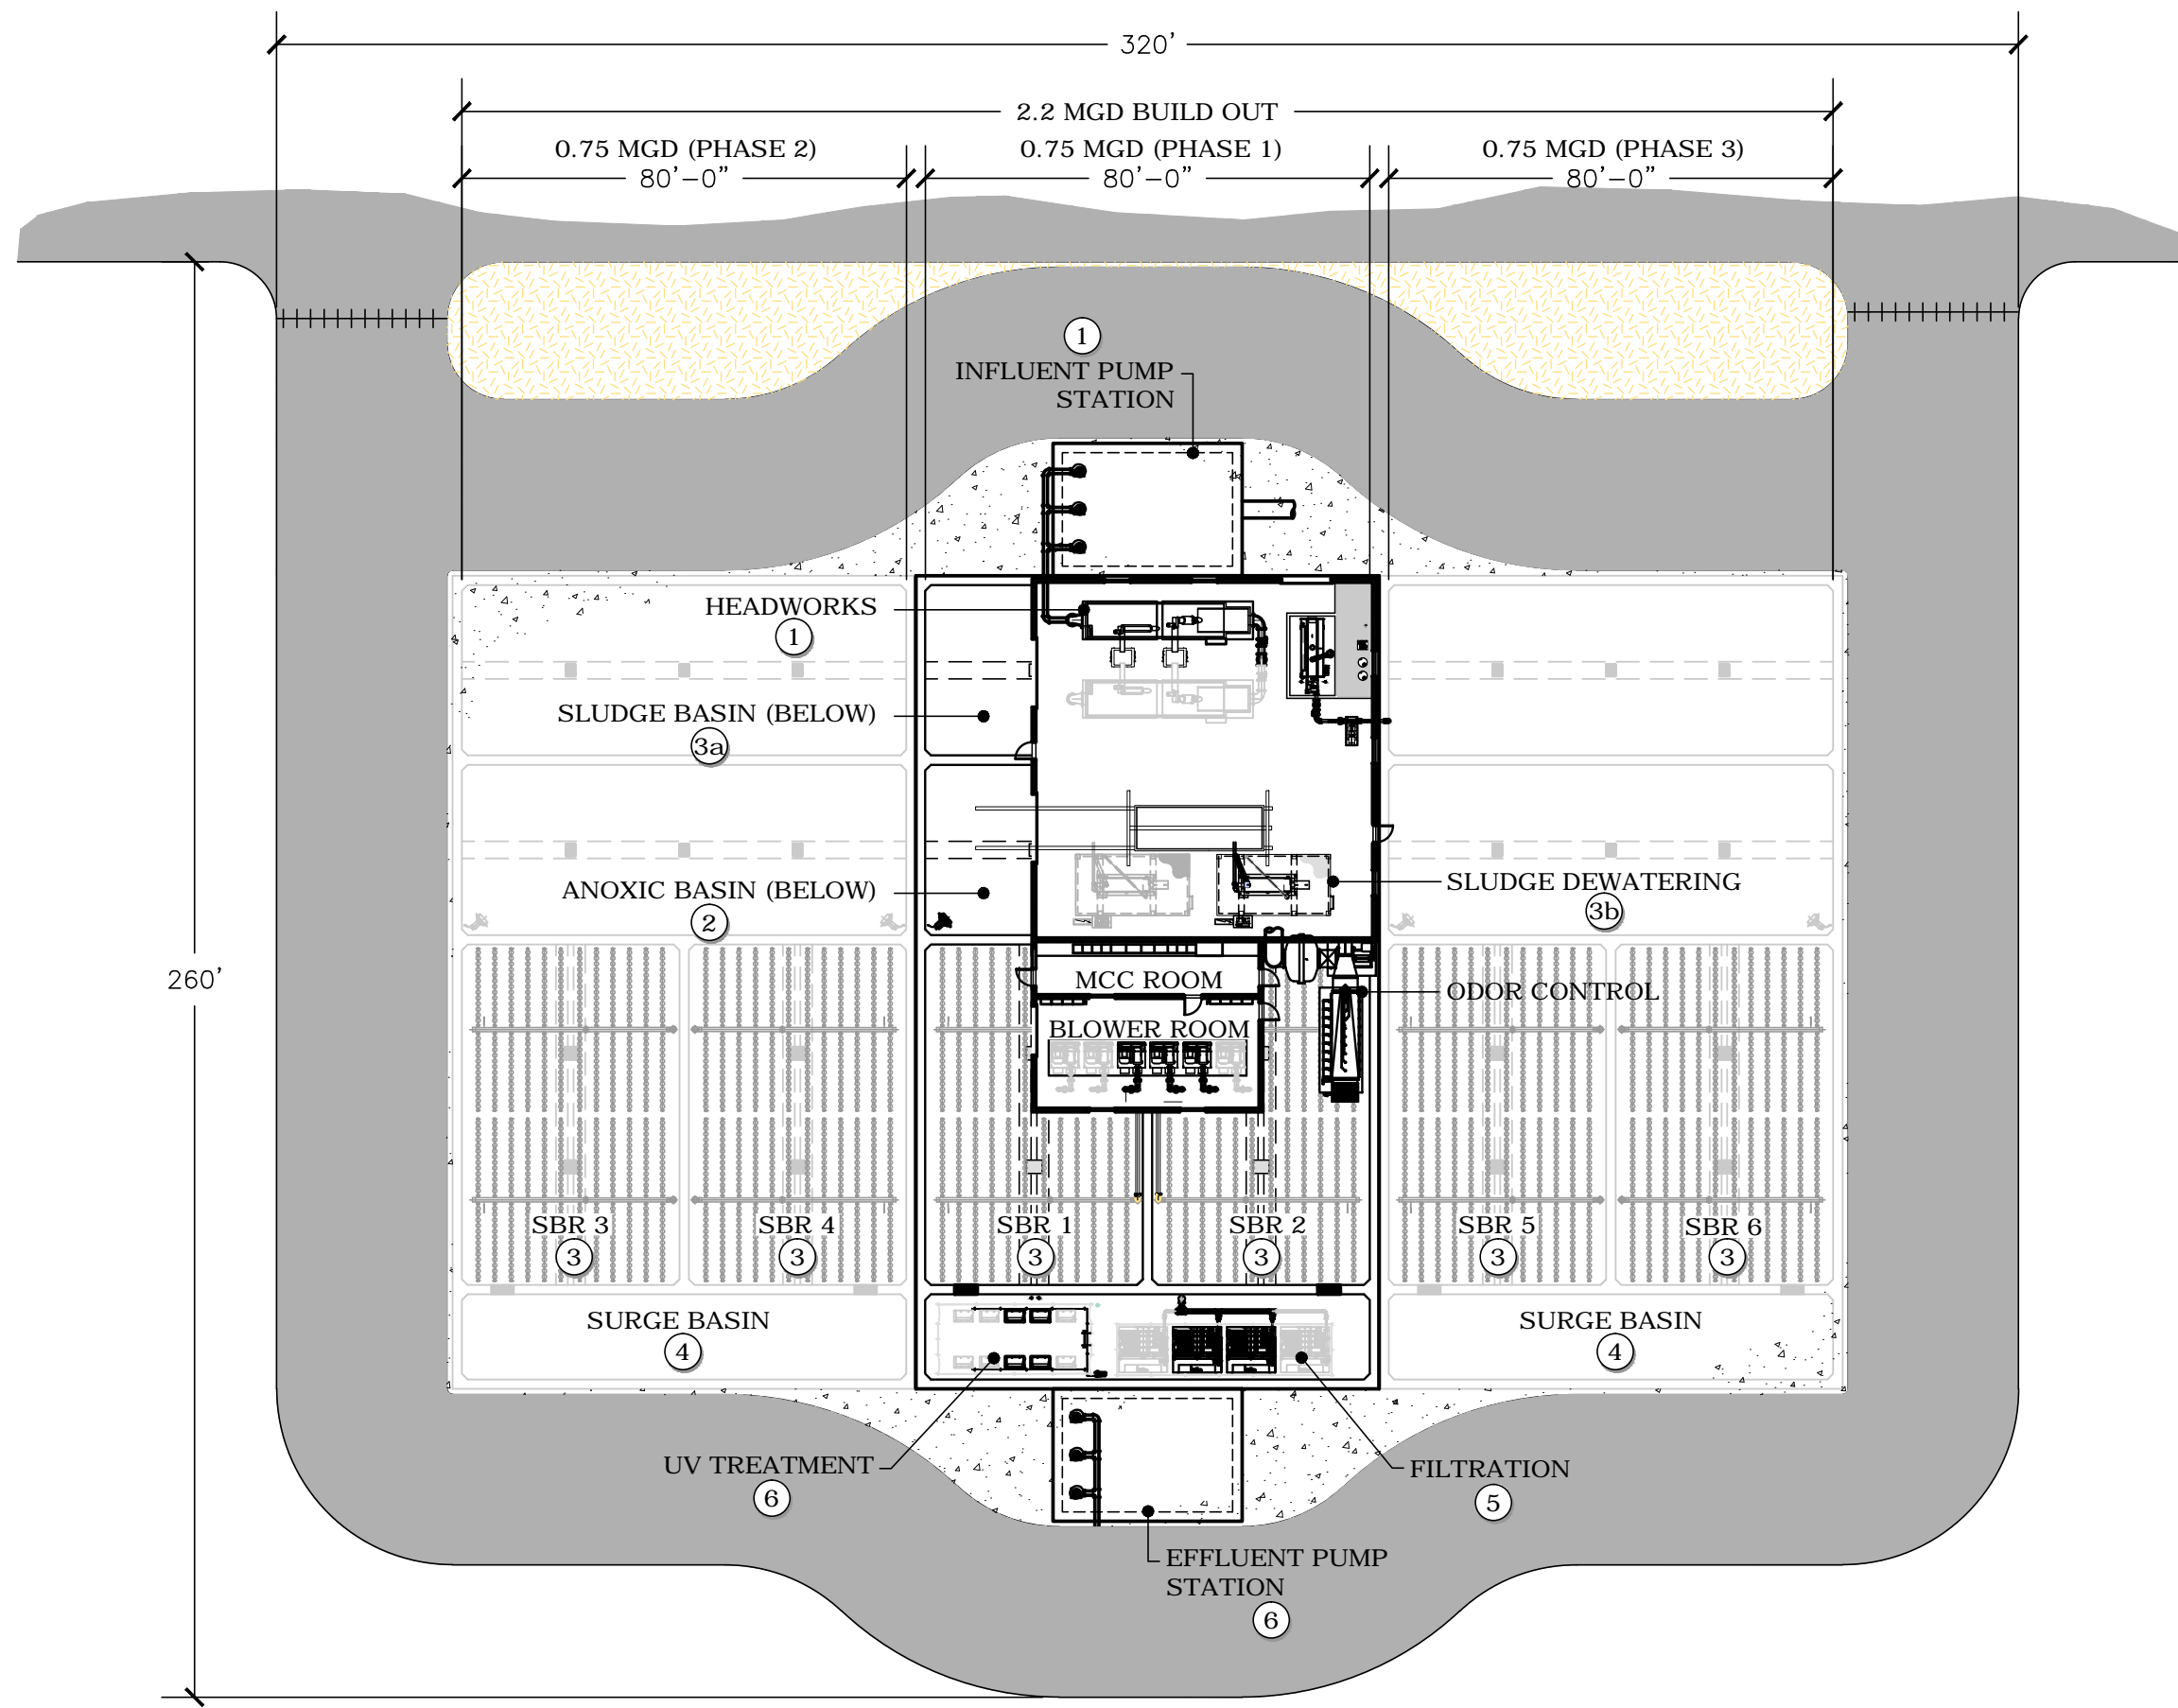 320'
2.2 MGD BUILD OUT
0.75 MGD (PHASE 2)
0.75 MGD (PHASE 1)
0.75 MGD (PHASE 3)
80'-0"
80'-0"
80'-0"
1
INFLUENT PUMP
STATION
HEADWORKS
1
SLUDGE BASIN (BELOW)
3a
ANOXIC BASIN (BELOW)
2
SLUDGE DEWATERING
3b
260'
MCC ROOM
ODOR CONTROL
BLOWER ROOM
SBR 3
3
SBR 4
3
SBR 1
3
SBR 2
3
SBR 5
3
SBR 6
3
SURGE BASIN
4
SURGE BASIN
4
UV TREATMENT
6
FILTRATION
5
EFFLUENT PUMP
STATION
6